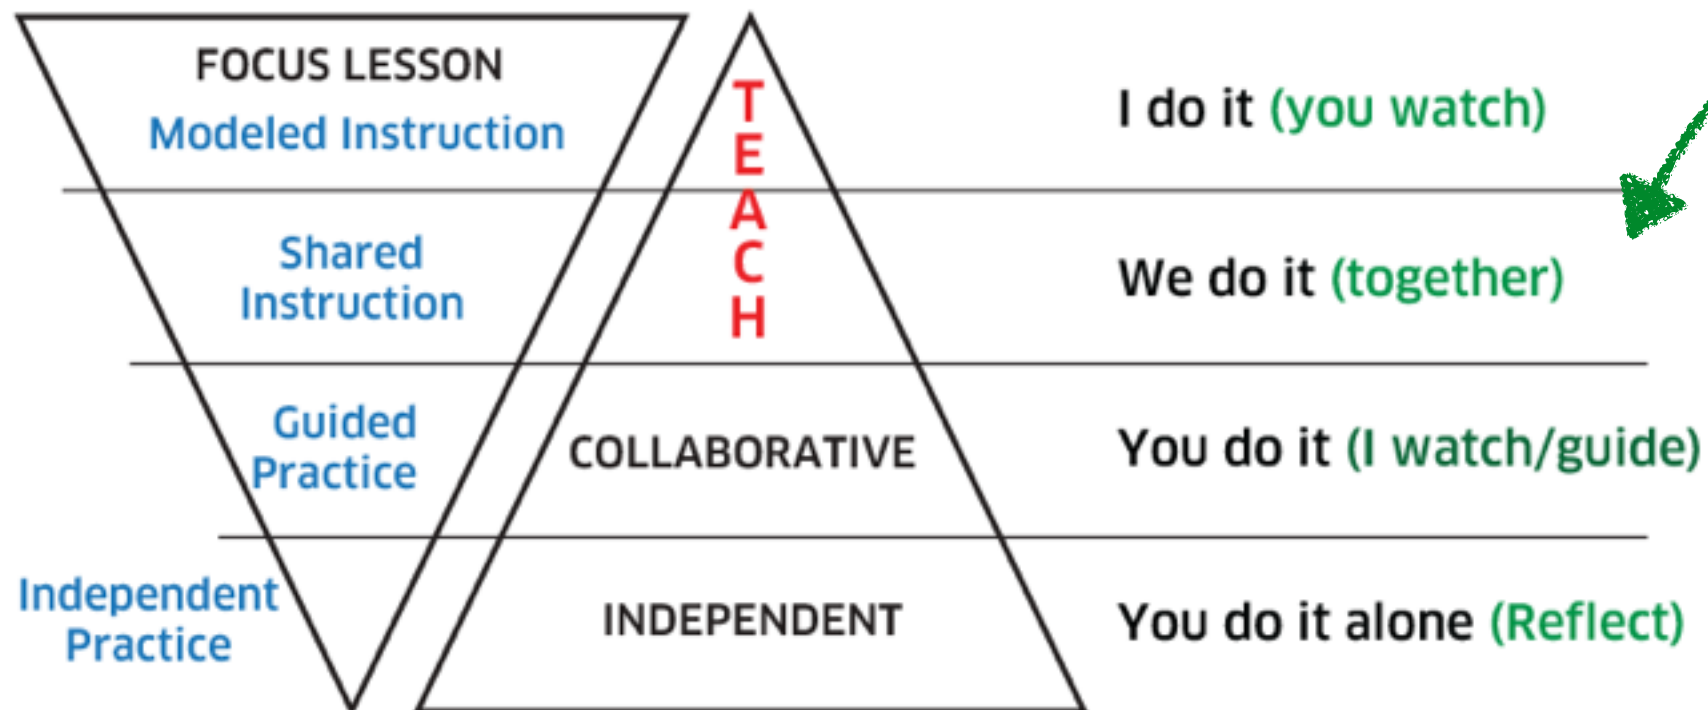 FOCUS LESSON
Modeled Instruction
T
E
A
C
H
I do it (you watch)
Shared
Instruction
We do it (together)
Guided
Practice
COLLABORATIVE
You do it (I watch/guide)
Independent
Practice
INDEPENDENT
You do it alone (Reflect)